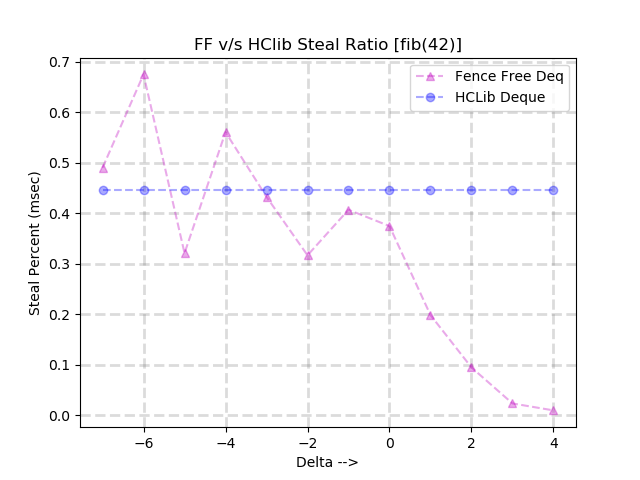 FF v/s HClib Steal Ratio [fib(42)]
Fence Free Deq
HCLib Deque
Steal Percent (msec)
0.7
0.6
0.5
0.4
0.3
0.2
0.1
0.0
−6
−4
−2
0
2
4
Delta -->